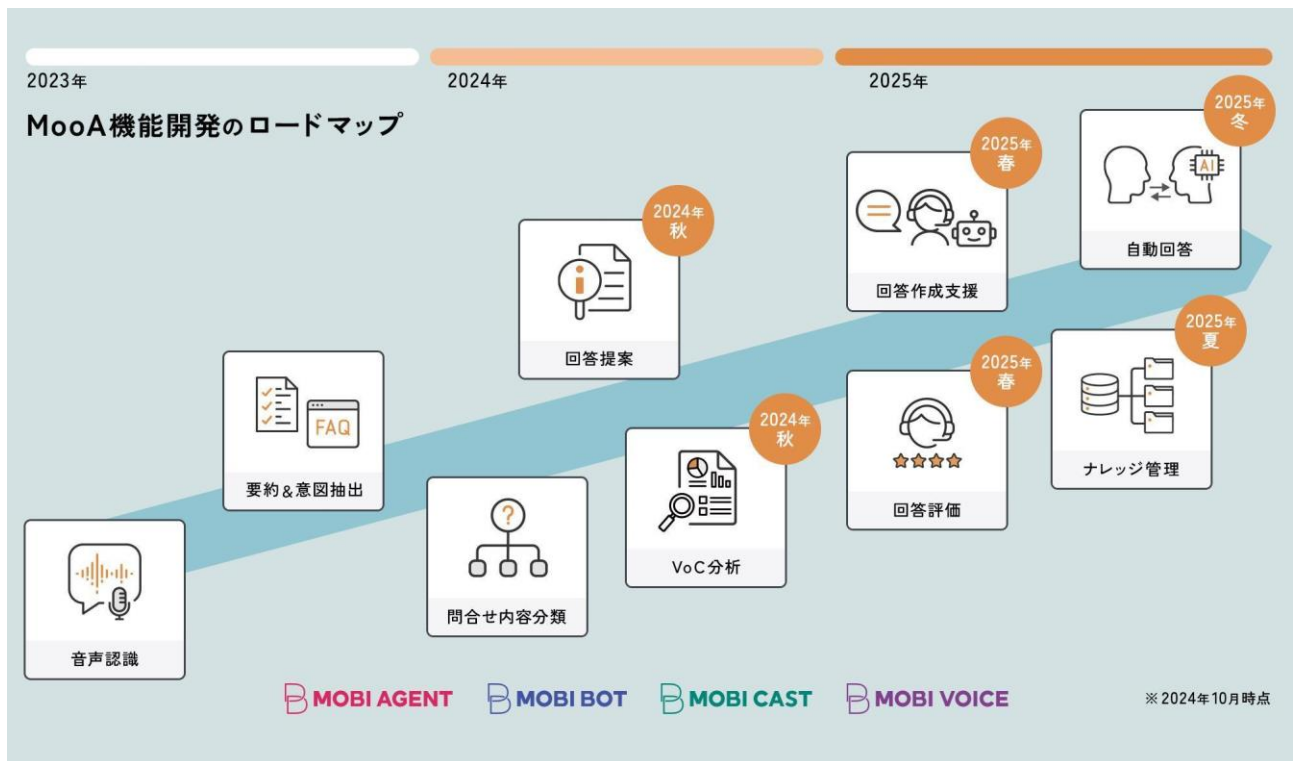 2023年
2024年
2025年
MooA機能開発のロードマップ
2025年
冬
自動回答
2025年
春
回答作成支援
2024年
秋
回答提案
2025年
夏
ナレッジ管理
2025年
春
回答評価
FAQ
要約&意図抽出
2024年
秋
VoC分析
?
問合せ内容分類
音声認識
AI
MOBI AGENT
MOBI BOT
MOBI CAST
MOBI VOICE
※2024年10月時点